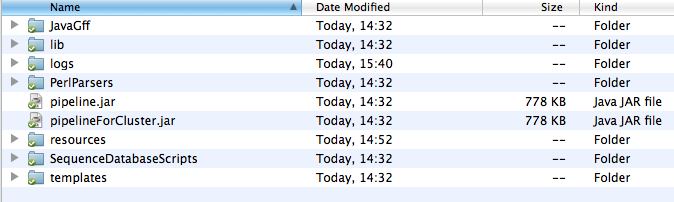 Name Date Modified Size Kind
JavaGff Today, 14:32 -- Folder
lib Today, 14:32 -- Folder
logs Today, 15:40 -- Folder
PerlParsers Today, 14:32 -- Folder
pipeline.jar Today, 14:32 778 KB Java JAR file
pipelineForCluster.jar Today, 14:32 778 KB Java JAR file
resources Today, 14:52 -- Folder
SequenceDatabaseScripts Today, 14:32 -- Folder
templates Today, 14:32 -- Folder